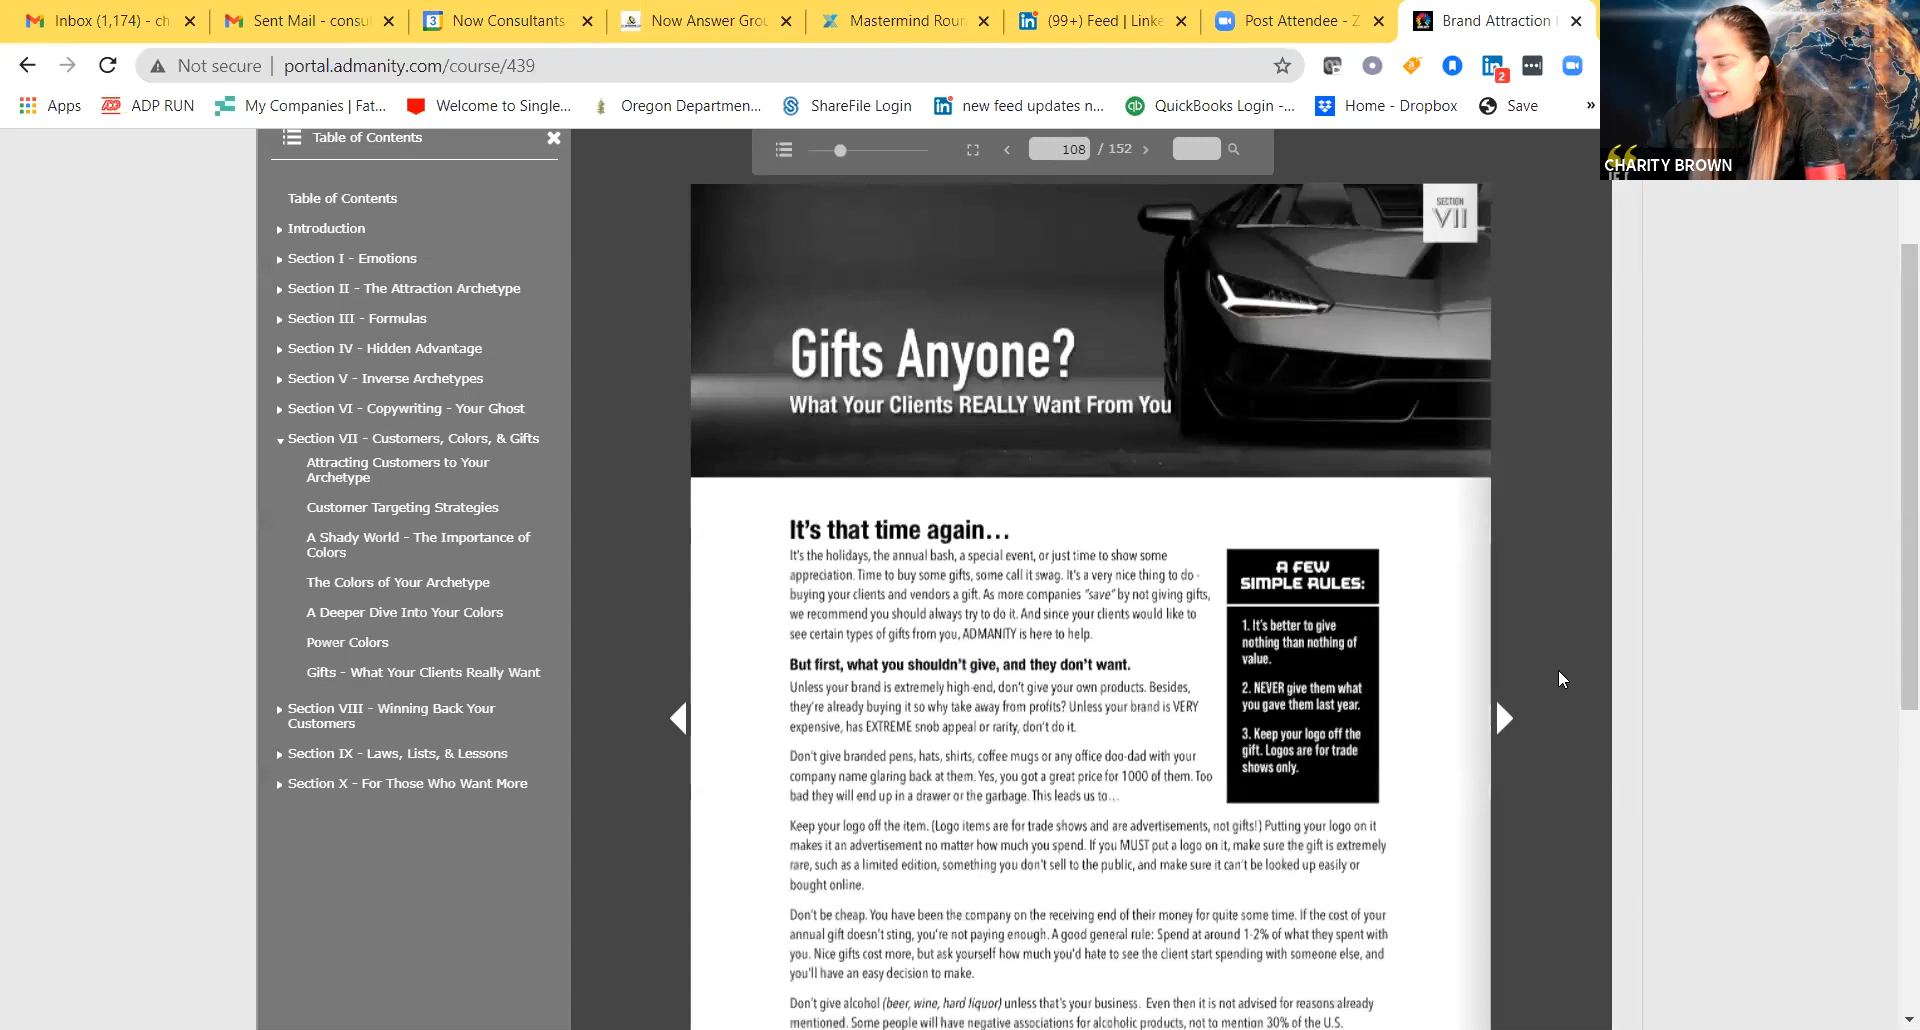 Inbox (1,174) - ch
Sent Mail - consul
Now Consultants
Now Answer Grou
Mastermind Roun
(99+) Feed | Linke
Post Attendee - Z
Brand Attraction
Not secure | portal.admanity.com/course/439
Apps
ADP RUN
My Companies | Fat...
Welcome to Single...
Oregon Departmen...
ShareFile Login
new feed updates n...
QuickBooks Login -...
Home - Dropbox
Save
»
CHARITY BROWN
Table of Contents
Table of Contents
Introduction
Section I - Emotions
Section II - The Attraction Archetype
Section III - Formulas
Section IV - Hidden Advantage
Section V - Inverse Archetypes
Section VI - Copywriting - Your Ghost
Section VII - Customers, Colors, & Gifts
Attracting Customers to Your
Archetype
Customer Targeting Strategies
A Shady World - The Importance of
Colors
The Colors of Your Archetype
A Deeper Dive Into Your Colors
Power Colors
Gifts - What Your Clients Really Want
Section VIII - Winning Back Your
Customers
Section IX - Laws, Lists, & Lessons
Section X - For Those Who Want More
108 / 152
SECTION
VII
Gifts Anyone?
What Your Clients REALLY Want From You
It's that time again...
It's the holidays, the annual bash, a special event, or just time to show some
appreciation. Time to buy some gifts, some call it swag. It's a very nice thing to do -
buying your clients and vendors a gift. As more companies "save" by not giving gifts,
we recommend you should always try to do it. And since your clients would like to
see certain types of gifts from you, ADMANITY is here to help.
But first, what you shouldn't give, and they don't want.
Unless your brand is extremely high-end, don't give your own products. Besides,
they're already buying it so why take away from profits? Unless your brand is VERY
expensive, has EXTREME snob appeal or rarity, don't do it.
Don't give branded pens, hats, shirts, coffee mugs or any office doo-dad with your
company name glaring back at them. Yes, you got a great price for 1000 of them. Too
bad they will end up in a drawer or the garbage. This leads us to...
A FEW
SIMPLE RULES:
1. It's better to give
nothing than nothing of
value.
2. NEVER give them what
you gave them last year.
3. Keep your logo off the
gift. Logos are for trade
shows only.
Keep your logo off the item. (Logo items are for trade shows and are advertisements, not gifts!) Putting your logo on it
makes it an advertisement no matter how much you spend. If you MUST put a logo on it, make sure the gift is extremely
rare, such as a limited edition, something you don't sell to the public, and make sure it can't be looked up easily or
bought online.
Don't be cheap. You have been the company on the receiving end of their money for quite some time. If the cost of your
annual gift doesn't sting, you're not paying enough. A good general rule: Spend at around 1-2% of what they spent with
you. Nice gifts cost more, but ask yourself how much you'd hate to see the client start spending with someone else, and
you'll have an easy decision to make.
Don't give alcohol (beer, wine, hard liquor) unless that's your business. Even then it is not advised for reasons already
mentioned. Some people will have negative associations for alcoholic products, not to mention 30% of the U.S.